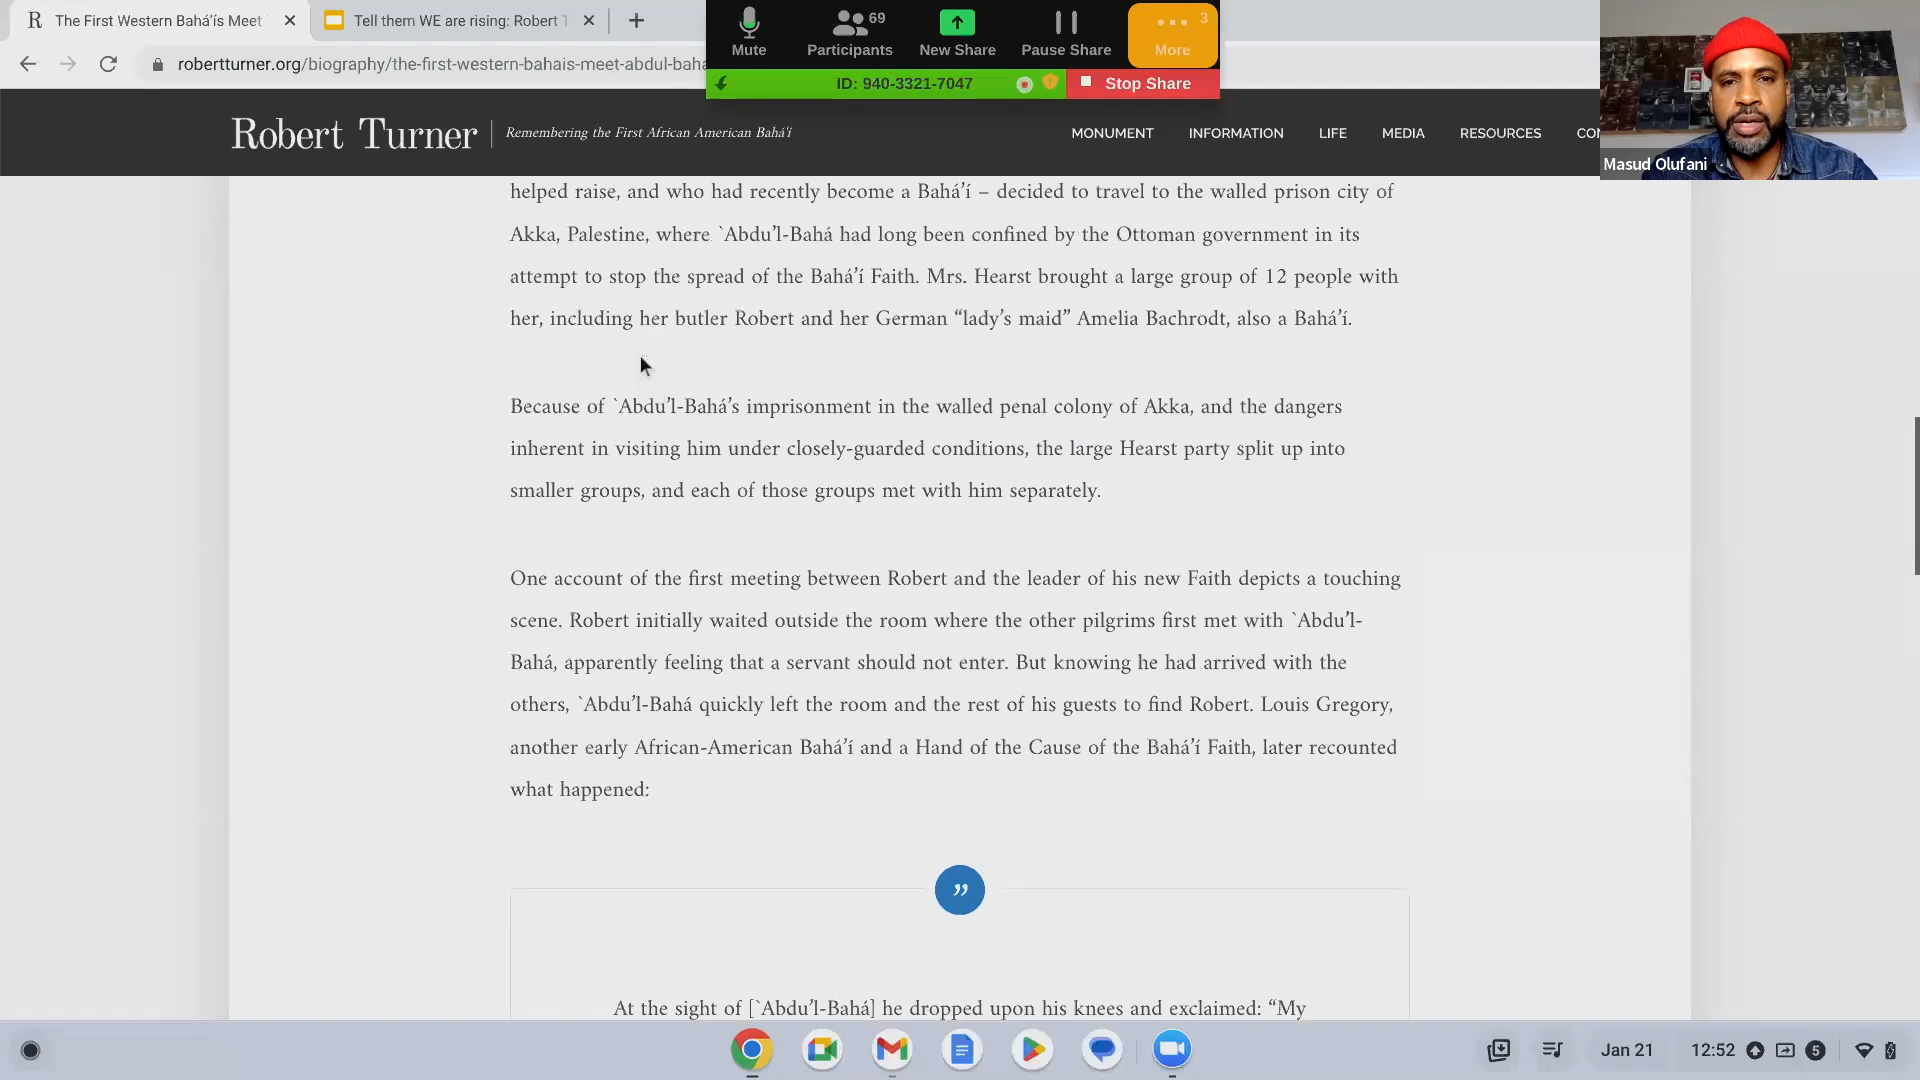 The First Western Bahá'ís Meet
Tell them WE are rising: Robert T
robertturner.org/biography/the-first-western-bahais-meet-abdul-baha
Mute
69
Participants
New Share
Pause Share
3
More
ID: 940-3321-7047
Stop Share
Masud Olufani
Robert Turner
Remembering the First African American Bahá'í
MONUMENT
INFORMATION
LIFE
MEDIA
RESOURCES
CO
helped raise, and who had recently become a Bahá’í – decided to travel to the walled prison city of
Akka, Palestine, where `Abdu’l-Bahá had long been confined by the Ottoman government in its
attempt to stop the spread of the Bahá’í Faith. Mrs. Hearst brought a large group of 12 people with
her, including her butler Robert and her German “lady’s maid” Amelia Bachrodt, also a Bahá’í.
Because of `Abdu’l-Bahá’s imprisonment in the walled penal colony of Akka, and the dangers
inherent in visiting him under closely-guarded conditions, the large Hearst party split up into
smaller groups, and each of those groups met with him separately.
One account of the first meeting between Robert and the leader of his new Faith depicts a touching
scene. Robert initially waited outside the room where the other pilgrims first met with `Abdu’l-
Bahá, apparently feeling that a servant should not enter. But knowing he had arrived with the
others, `Abdu’l-Bahá quickly left the room and the rest of his guests to find Robert. Louis Gregory,
another early African-American Bahá’í and a Hand of the Cause of the Bahá’í Faith, later recounted
what happened:
”
At the sight of [`Abdu’l-Bahá] he dropped upon his knees and exclaimed: “My
Jan 21
12:52
5